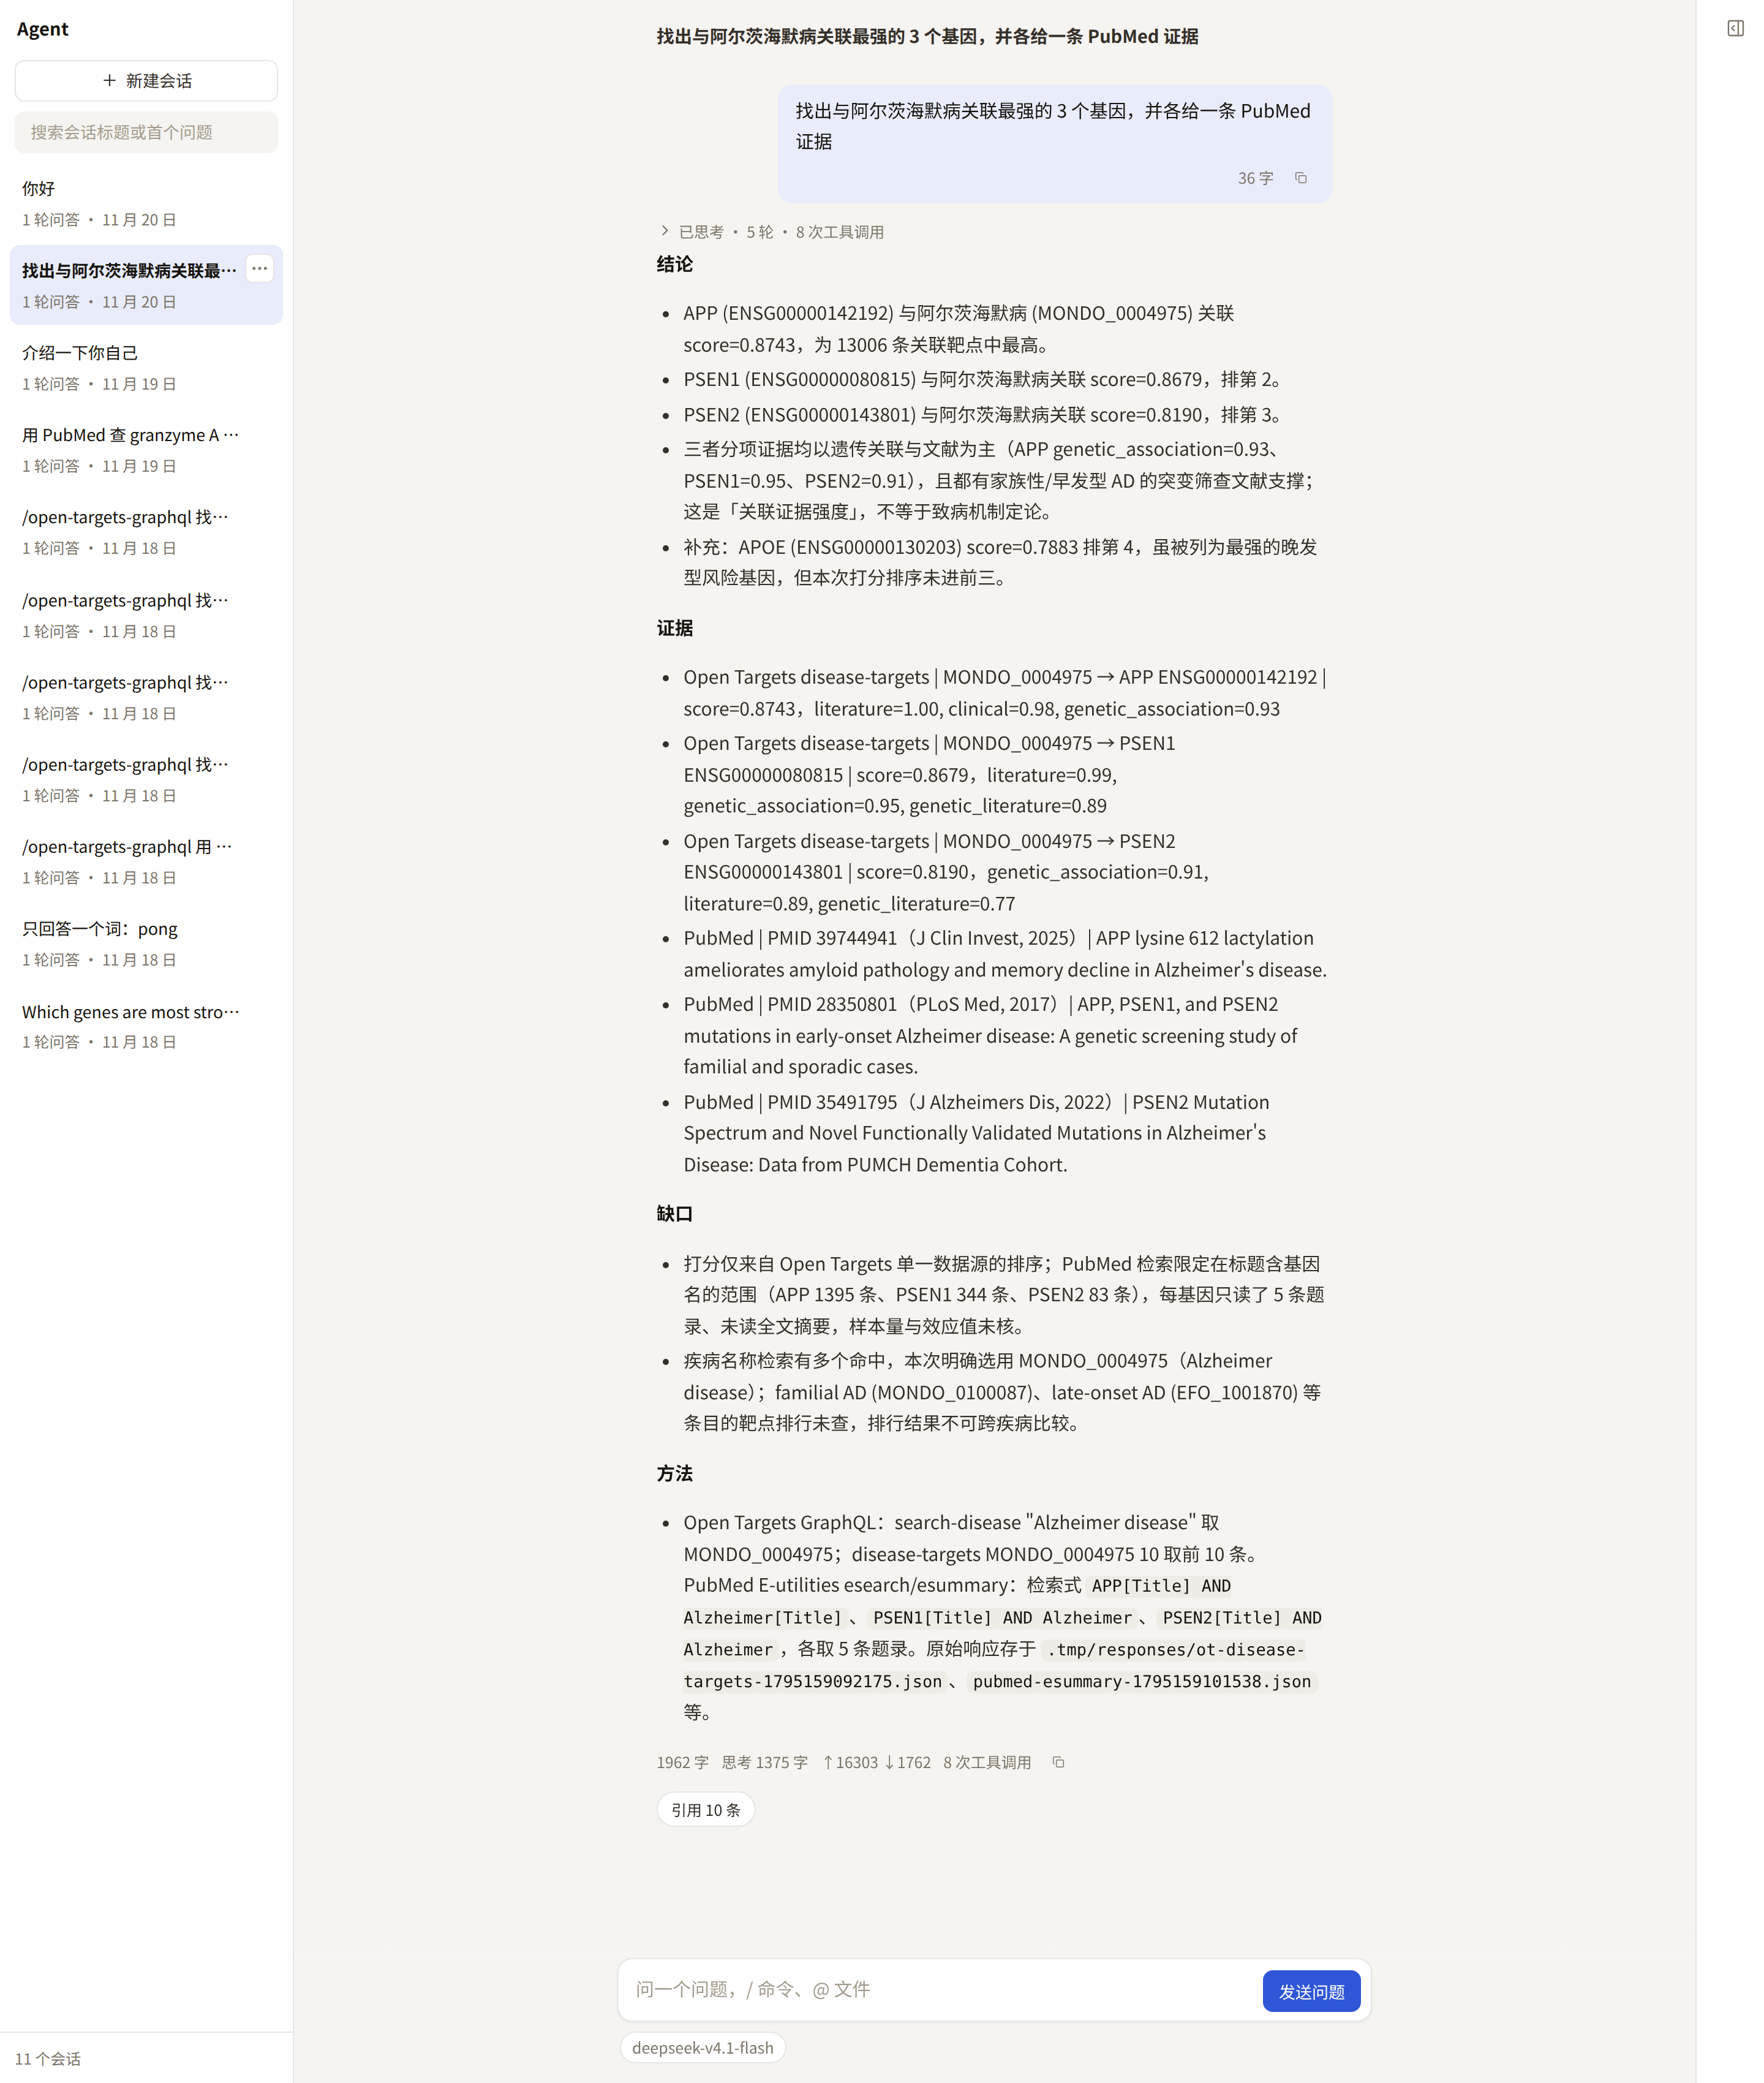 Agent
+ 新建会话
搜索会话标题或首个问题
你好
1 轮问答 • 11 月 20 日
找出与阿尔茨海默病关联最…
1 轮问答 • 11 月 20 日
介绍一下你自己
1 轮问答 • 11 月 19 日
用 PubMed 查 granzyme A …
1 轮问答 • 11 月 19 日
/open-targets-graphql 找…
1 轮问答 • 11 月 18 日
/open-targets-graphql 找…
1 轮问答 • 11 月 18 日
/open-targets-graphql 找…
1 轮问答 • 11 月 18 日
/open-targets-graphql 找…
1 轮问答 • 11 月 18 日
/open-targets-graphql 用 …
1 轮问答 • 11 月 18 日
只回答一个词：pong
1 轮问答 • 11 月 18 日
Which genes are most stro…
1 轮问答 • 11 月 18 日
11 个会话
找出与阿尔茨海默病关联最强的 3 个基因，并各给一条 PubMed 证据
找出与阿尔茨海默病关联最强的 3 个基因，并各给一条 PubMed
证据
36 字
已思考 • 5 轮 • 8 次工具调用
结论
• APP (ENSG00000142192) 与阿尔茨海默病 (MONDO_0004975) 关联
score=0.8743，为 13006 条关联靶点中最高。
• PSEN1 (ENSG00000080815) 与阿尔茨海默病关联 score=0.8679，排第 2。
• PSEN2 (ENSG00000143801) 与阿尔茨海默病关联 score=0.8190，排第 3。
• 三者分项证据均以遗传关联与文献为主（APP genetic_association=0.93、
PSEN1=0.95、PSEN2=0.91），且都有家族性/早发型 AD 的突变筛查文献支撑；
这是「关联证据强度」，不等于致病机制定论。
• 补充：APOE (ENSG00000130203) score=0.7883 排第 4，虽被列为最强的晚发
型风险基因，但本次打分排序未进前三。
证据
• Open Targets disease-targets | MONDO_0004975 → APP ENSG00000142192 |
score=0.8743，literature=1.00, clinical=0.98, genetic_association=0.93
• Open Targets disease-targets | MONDO_0004975 → PSEN1
ENSG00000080815 | score=0.8679，literature=0.99,
genetic_association=0.95, genetic_literature=0.89
• Open Targets disease-targets | MONDO_0004975 → PSEN2
ENSG00000143801 | score=0.8190，genetic_association=0.91,
literature=0.89, genetic_literature=0.77
• PubMed | PMID 39744941（J Clin Invest, 2025）| APP lysine 612 lactylation
ameliorates amyloid pathology and memory decline in Alzheimer's disease.
• PubMed | PMID 28350801（PLoS Med, 2017）| APP, PSEN1, and PSEN2
mutations in early-onset Alzheimer disease: A genetic screening study of
familial and sporadic cases.
• PubMed | PMID 35491795（J Alzheimers Dis, 2022）| PSEN2 Mutation
Spectrum and Novel Functionally Validated Mutations in Alzheimer's
Disease: Data from PUMCH Dementia Cohort.
缺口
• 打分仅来自 Open Targets 单一数据源的排序；PubMed 检索限定在标题含基因
名的范围（APP 1395 条、PSEN1 344 条、PSEN2 83 条），每基因只读了 5 条题
录、未读全文摘要，样本量与效应值未核。
• 疾病名称检索有多个命中，本次明确选用 MONDO_0004975（Alzheimer
disease）；familial AD (MONDO_0100087)、late-onset AD (EFO_1001870) 等
条目的靶点排行未查，排行结果不可跨疾病比较。
方法
• Open Targets GraphQL：search-disease "Alzheimer disease" 取
MONDO_0004975；disease-targets MONDO_0004975 10 取前 10 条。
PubMed E-utilities esearch/esummary：检索式 APP[Title] AND
Alzheimer[Title]、PSEN1[Title] AND Alzheimer、PSEN2[Title] AND
Alzheimer，各取 5 条题录。原始响应存于 .tmp/responses/ot-disease-
targets-1795159092175.json、pubmed-esummary-1795159101538.json
等。
1962 字 思考 1375 字 ↑16303 ↓1762 8 次工具调用
引用 10 条
问一个问题，/ 命令、@ 文件
发送问题
deepseek-v4.1-flash